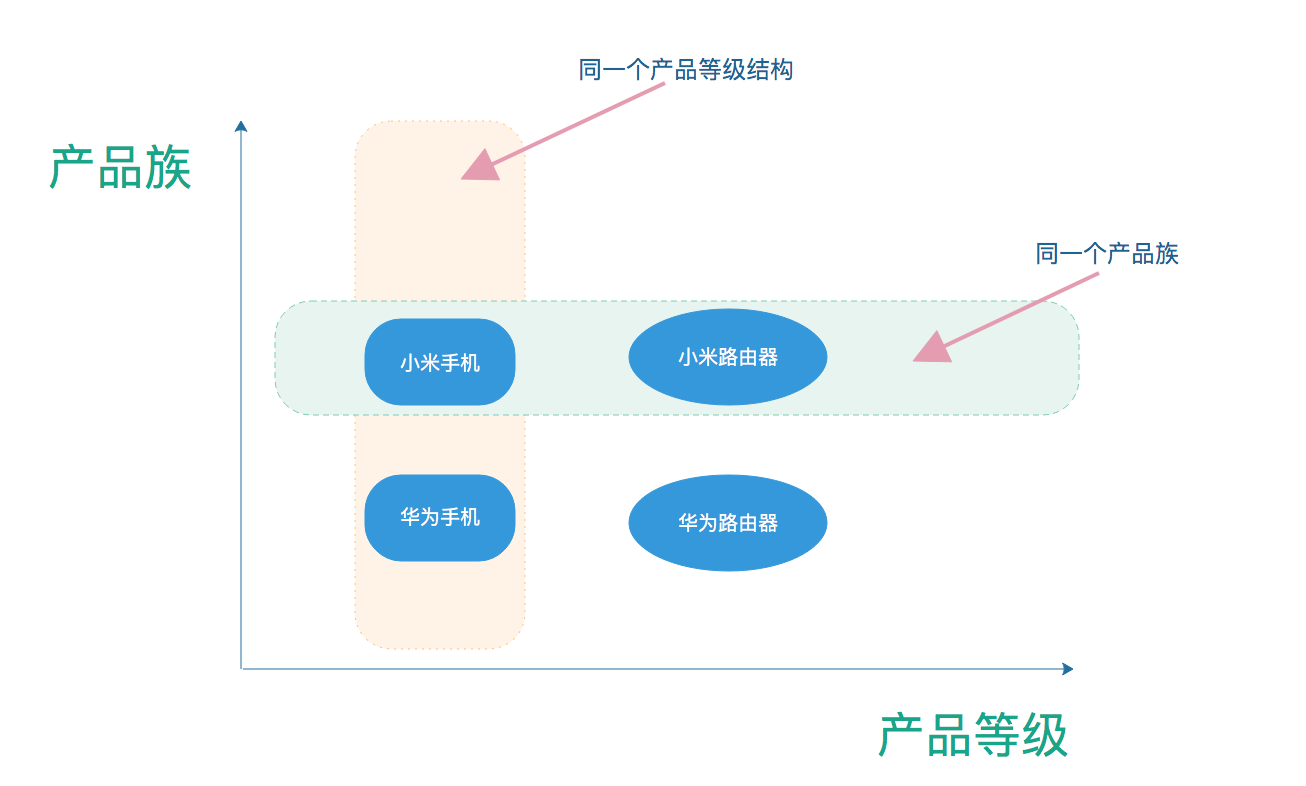 同一个产品等级结构
产品族
同一个产品族
小米手机
小米路由器
华为手机
华为路由器
产品等级